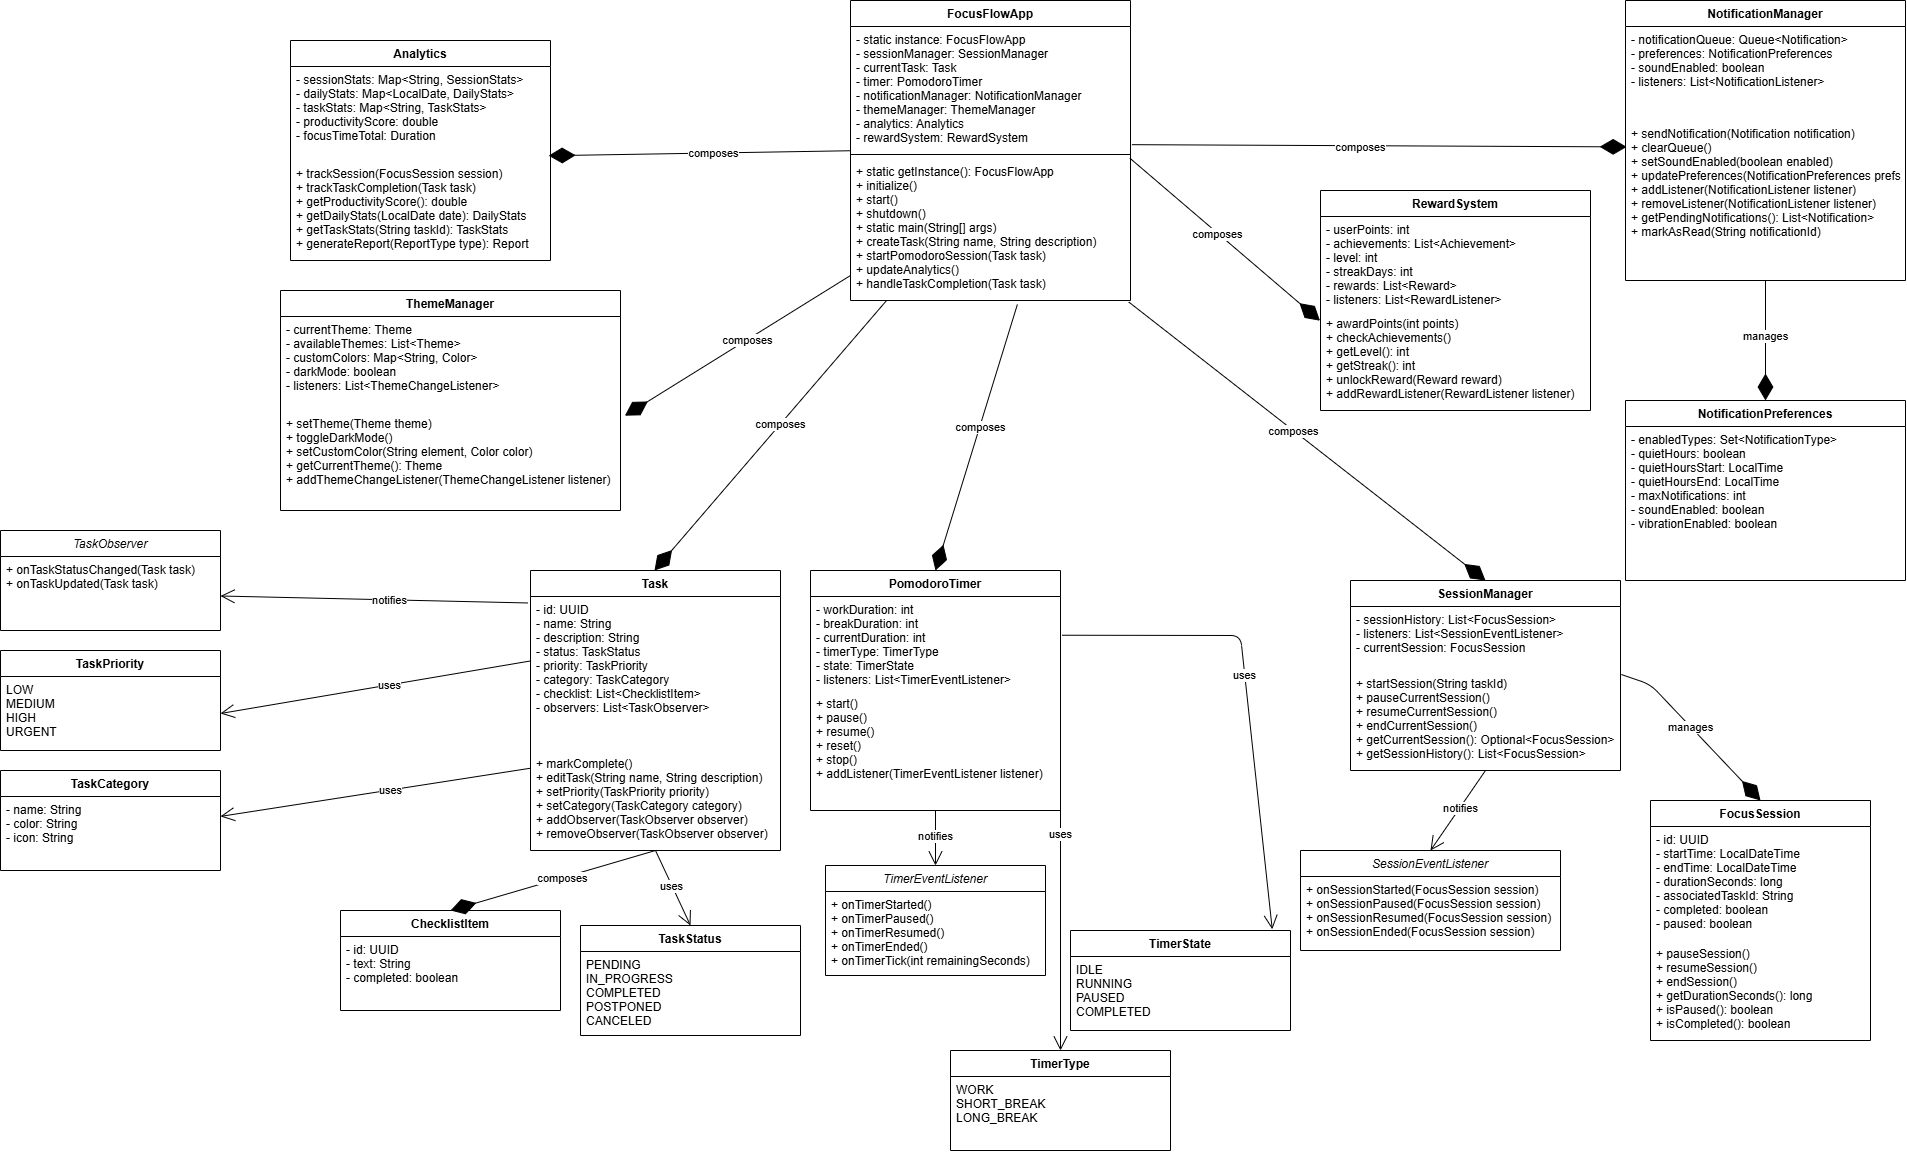 FocusFlowApp
- static instance: FocusFlowApp
- sessionManager: SessionManager
- currentTask: Task
- timer: PomodoroTimer
- notificationManager: NotificationManager
- themeManager: ThemeManager
- analytics: Analytics
- rewardSystem: RewardSystem
+ static getInstance(): FocusFlowApp
+ initialize()
+ start()
+ shutdown()
+ static main(String[] args)
+ createTask(String name, String description)
+ startPomodoroSession(Task task)
+ updateAnalytics()
+ handleTaskCompletion(Task task)
NotificationManager
- notificationQueue: Queue<Notification>
- preferences: NotificationPreferences
- soundEnabled: boolean
- listeners: List<NotificationListener>
+ sendNotification(Notification notification)
+ clearQueue()
+ setSoundEnabled(boolean enabled)
+ updatePreferences(NotificationPreferences prefs
+ addListener(NotificationListener listener)
+ removeListener(NotificationListener listener)
+ getPendingNotifications(): List<Notification>
+ markAsRead(String notificationId)
Analytics
- sessionStats: Map<String, SessionStats>
- dailyStats: Map<LocalDate, DailyStats>
- taskStats: Map<String, TaskStats>
- productivityScore: double
- focusTimeTotal: Duration
+ trackSession(FocusSession session)
+ trackTaskCompletion(Task task)
+ getProductivityScore(): double
+ getDailyStats(LocalDate date): DailyStats
+ getTaskStats(String taskId): TaskStats
+ generateReport(ReportType type): Report
composes
composes
RewardSystem
- userPoints: int
- achievements: List<Achievement>
- level: int
- streakDays: int
- rewards: List<Reward>
- listeners: List<RewardListener>
+ awardPoints(int points)
+ checkAchievements()
+ getLevel(): int
+ getStreak(): int
+ unlockReward(Reward reward)
+ addRewardListener(RewardListener listener)
composes
ThemeManager
- currentTheme: Theme
- availableThemes: List<Theme>
- customColors: Map<String, Color>
- darkMode: boolean
- listeners: List<ThemeChangeListener>
+ setTheme(Theme theme)
+ toggleDarkMode()
+ setCustomColor(String element, Color color)
+ getCurrentTheme(): Theme
+ addThemeChangeListener(ThemeChangeListener listener)
composes
manages
NotificationPreferences
- enabledTypes: Set<NotificationType>
- quietHours: boolean
- quietHoursStart: LocalTime
- quietHoursEnd: LocalTime
- maxNotifications: int
- soundEnabled: boolean
- vibrationEnabled: boolean
composes
composes
composes
TaskObserver
+ onTaskStatusChanged(Task task)
+ onTaskUpdated(Task task)
notifies
Task
- id: UUID
- name: String
- description: String
- status: TaskStatus
- priority: TaskPriority
- category: TaskCategory
- checklist: List<ChecklistItem>
- observers: List<TaskObserver>
+ markComplete()
+ editTask(String name, String description)
+ setPriority(TaskPriority priority)
+ setCategory(TaskCategory category)
+ addObserver(TaskObserver observer)
+ removeObserver(TaskObserver observer)
PomodoroTimer
- workDuration: int
- breakDuration: int
- currentDuration: int
- timerType: TimerType
- state: TimerState
- listeners: List<TimerEventListener>
+ start()
+ pause()
+ resume()
+ reset()
+ stop()
+ addListener(TimerEventListener listener)
SessionManager
- sessionHistory: List<FocusSession>
- listeners: List<SessionEventListener>
- currentSession: FocusSession
+ startSession(String taskId)
+ pauseCurrentSession()
+ resumeCurrentSession()
+ endCurrentSession()
+ getCurrentSession(): Optional<FocusSession>
+ getSessionHistory(): List<FocusSession>
TaskPriority
LOW
MEDIUM
HIGH
URGENT
uses
uses
manages
TaskCategory
- name: String
- color: String
- icon: String
uses
notifies
uses
notifies
composes
uses
ChecklistItem
- id: UUID
- text: String
- completed: boolean
TaskStatus
PENDING
IN_PROGRESS
COMPLETED
POSTPONED
CANCELED
TimerEventListener
+ onTimerStarted()
+ onTimerPaused()
+ onTimerResumed()
+ onTimerEnded()
+ onTimerTick(int remainingSeconds)
TimerState
IDLE
RUNNING
PAUSED
COMPLETED
SessionEventListener
+ onSessionStarted(FocusSession session)
+ onSessionPaused(FocusSession session)
+ onSessionResumed(FocusSession session)
+ onSessionEnded(FocusSession session)
FocusSession
- id: UUID
- startTime: LocalDateTime
- endTime: LocalDateTime
- durationSeconds: long
- associatedTaskId: String
- completed: boolean
- paused: boolean
+ pauseSession()
+ resumeSession()
+ endSession()
+ getDurationSeconds(): long
+ isPaused(): boolean
+ isCompleted(): boolean
TimerType
WORK
SHORT_BREAK
LONG_BREAK